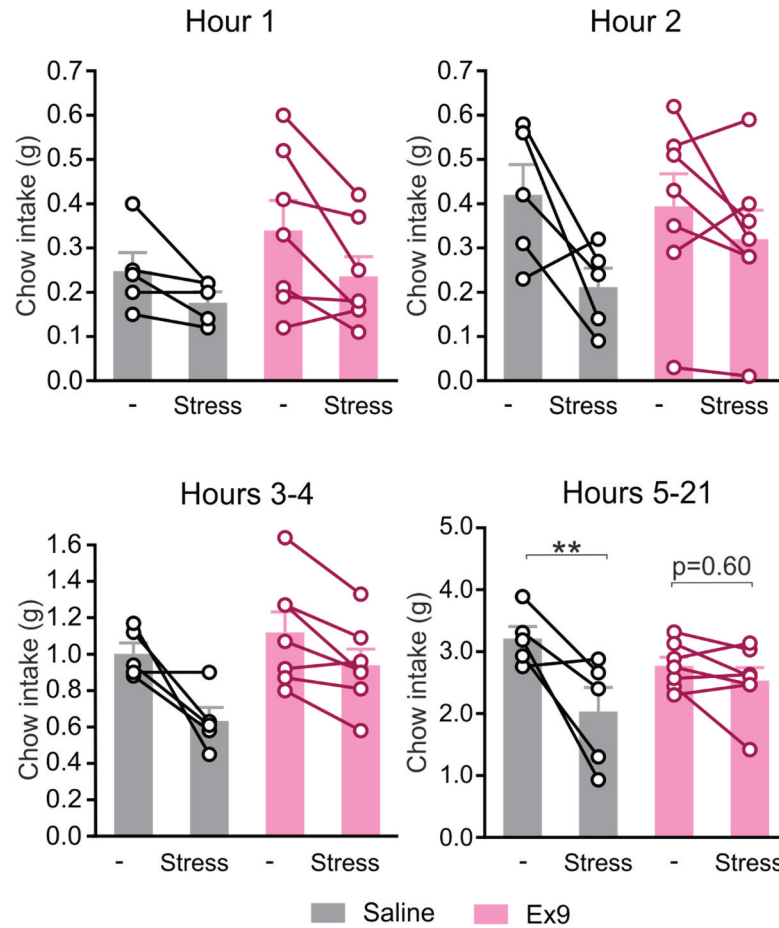 Hour 1
Chow intake (g)
0.7
0.6
0.5
0.4
0.3
0.2
0.1
0.0
- Stress - Stress
Hour 2
Chow intake (g)
0.7
0.6
0.5
0.4
0.3
0.2
0.1
0.0
- Stress - Stress
Hours 3-4
Chow intake (g)
1.6
1.4
1.2
1.0
0.8
0.6
0.4
0.2
0.0
- Stress - Stress
Hours 5-21
Chow intake (g)
5.0
4.0
3.0
2.0
1.0
0.0
**
p=0.60
- Stress - Stress
Saline Ex9